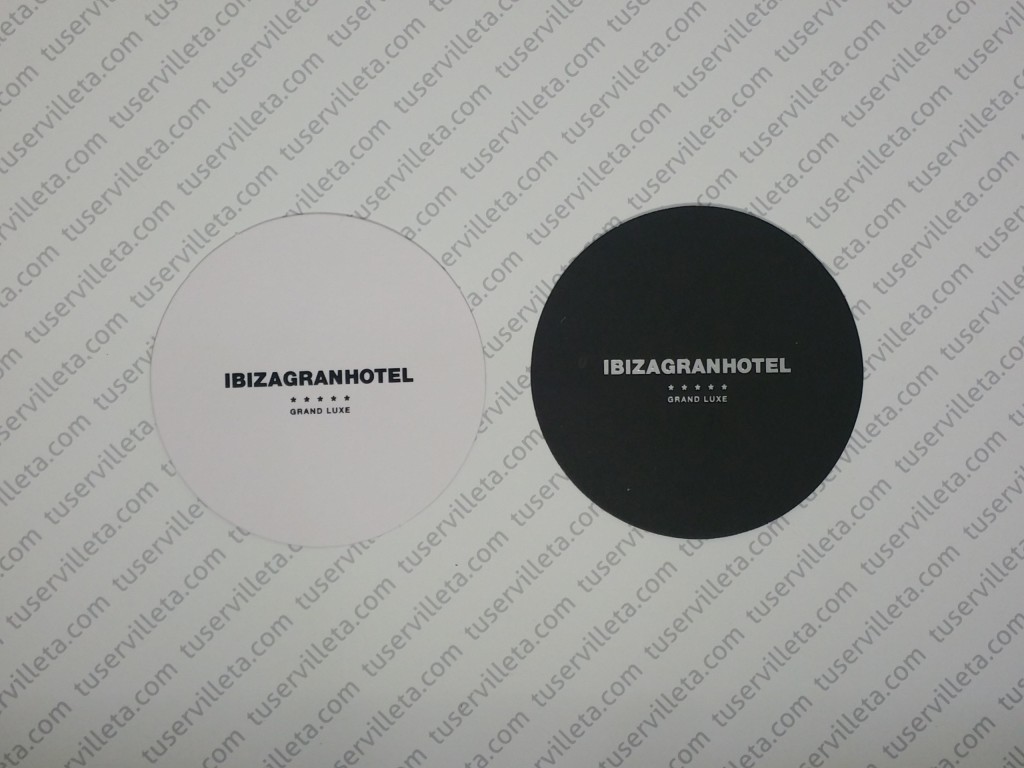 IBIZAGRANHOTEL
★ ★ ★ ★ ★
GRAND LUXE
IBIZAGRANHOTEL
★ ★ ★ ★ ★
GRAND LUXE
tuservilleta.com